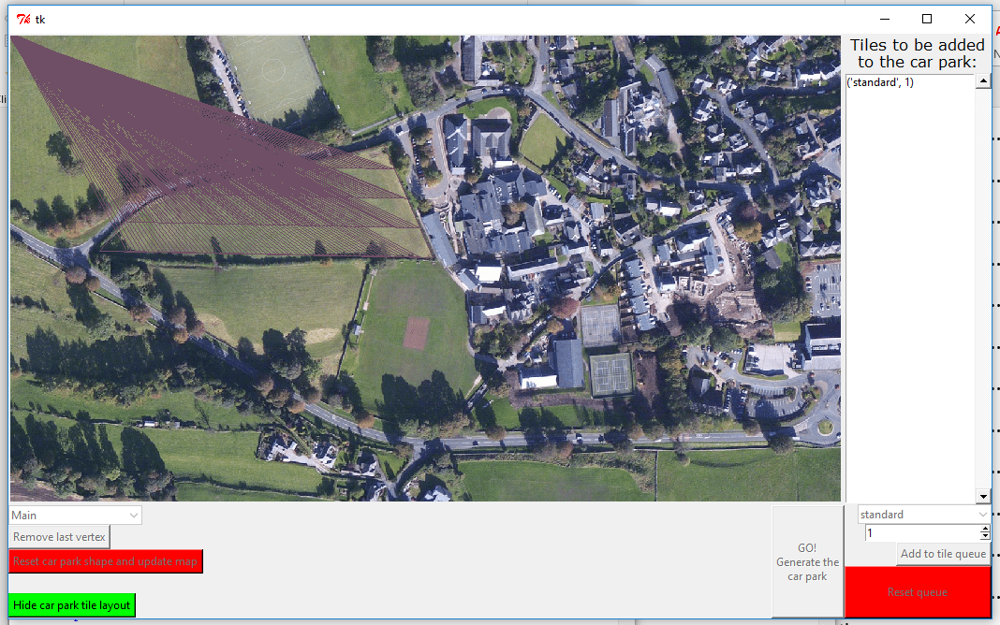 tk
Tiles to be added
to the car park:
('standard', 1)
Main
Remove last vertex
Reset car park shape and update map
Hide car park tile layout
GO!
Generate the
car park
standard
1
Add to tile queue
Reset queue